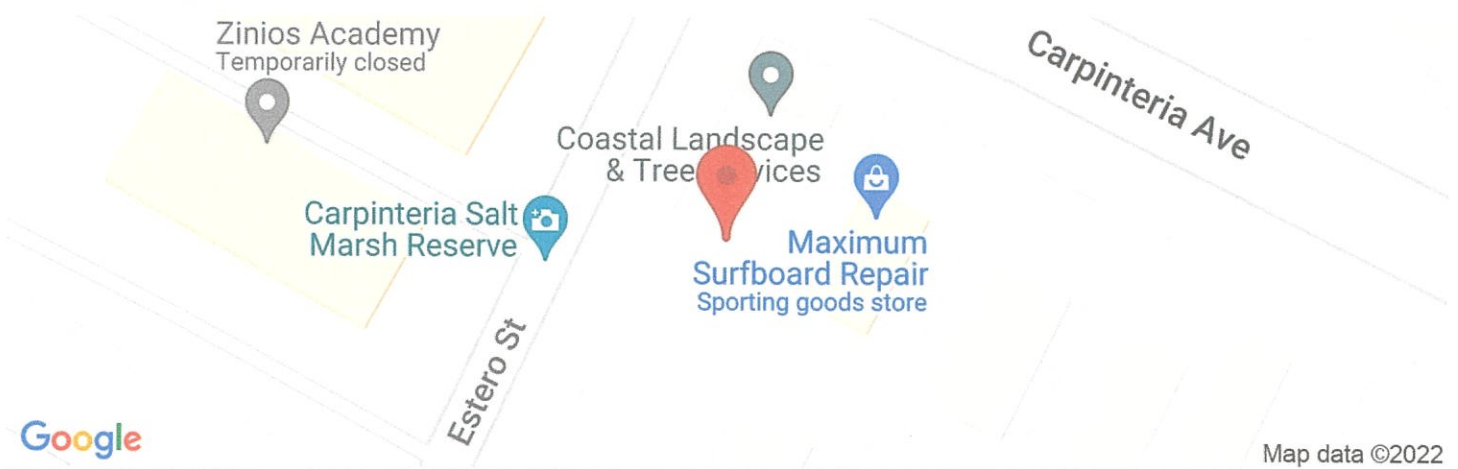 Zinios Academy
Temporarily closed
Carpinteria Ave
Coastal Landscape
& Tree vices
Carpinteria Salt
Marsh Reserve
Maximum
Surfboard Repair
Sporting goods store
Estero St
Google
Map data ©2022